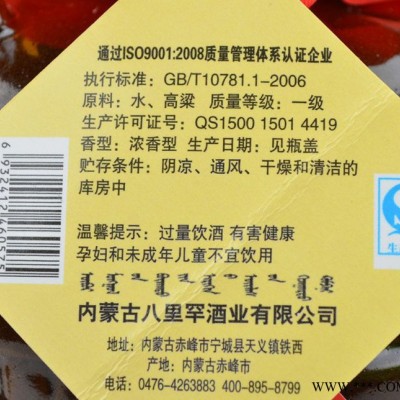 通过ISO9001:2008质量管理体系认证企业
执行标准：GB/T10781.1-2006
原料：水、高粱 质量等级：一级
生产许可证号：QS1500 1501 4419
香型：浓香型 生产日期：见瓶盖
贮存条件：阴凉、通风、干燥和清洁的
库房中
温馨提示：过量饮酒 有害健康
孕妇和未成年儿童不宜饮用
内蒙古八里罕酒业有限公司
地址：内蒙古赤峰市宁城县天义镇铁西
产地：内蒙古赤峰市
电话：0476-4263883 400-895-8799
6932412460575